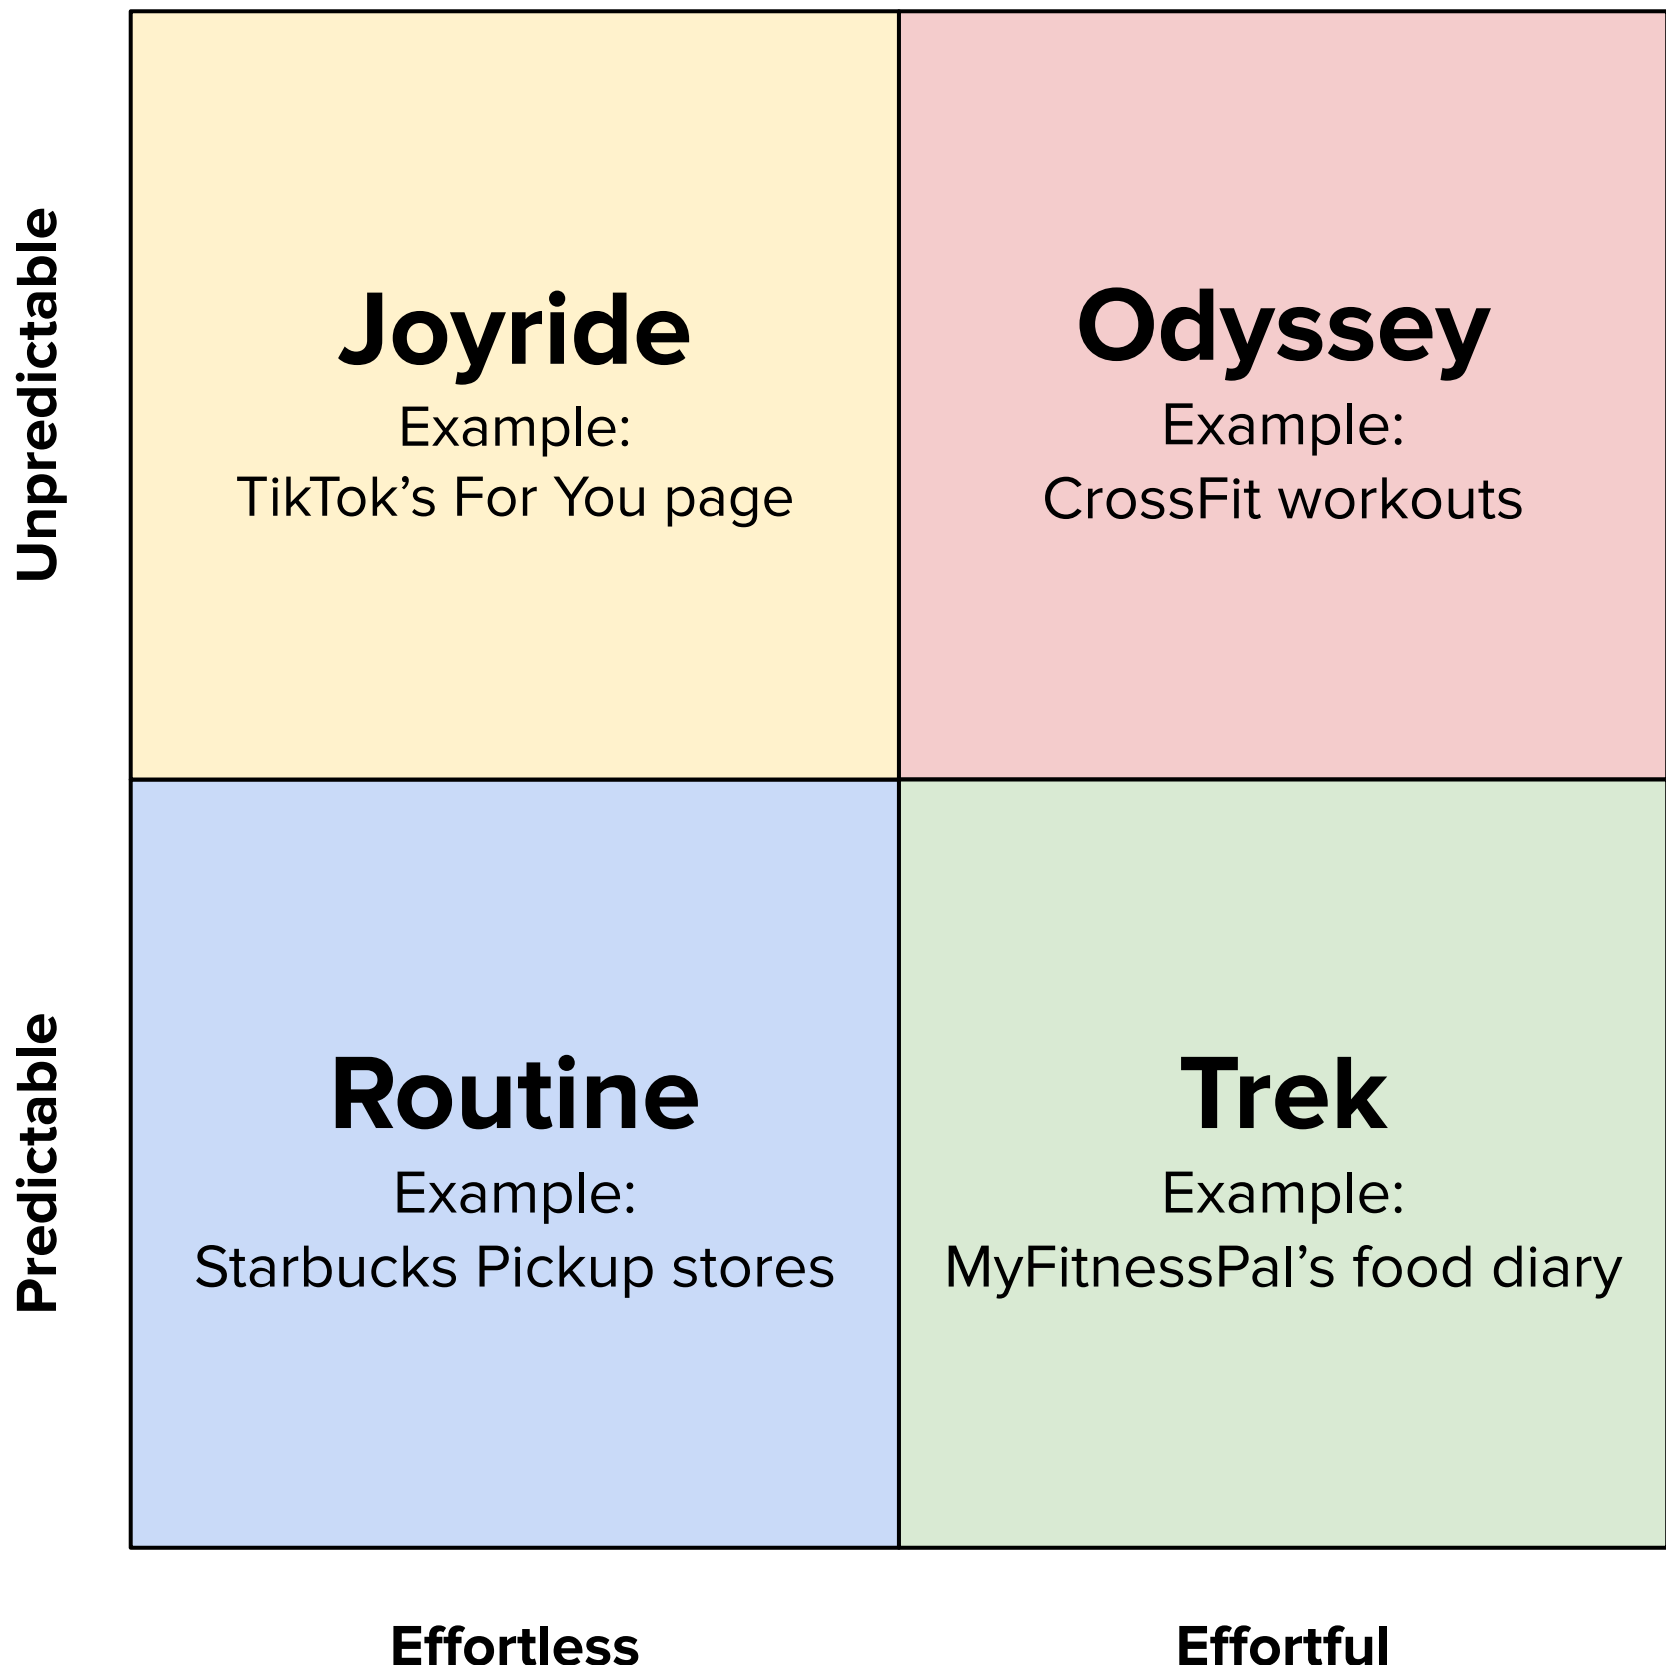 Unpredictable
Joyride
Example:
TikTok’s For You page
Odyssey
Example:
CrossFit workouts
Predictable
Routine
Example:
Starbucks Pickup stores
Trek
Example:
MyFitnessPal’s food diary
Effortless
Effortful